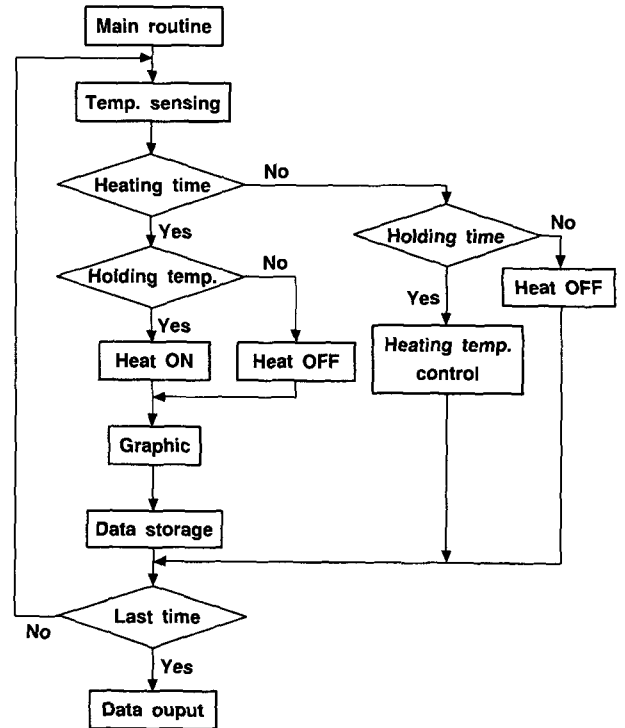 Main routine
Temp. sensing
Heating time
No
Yes
Holding time
No
Heat OFF
Yes
Holding temp.
No
Yes
Heat ON
Heat OFF
Heating temp.
control
Graphic
Data storage
Last time
No
Yes
Data ouput